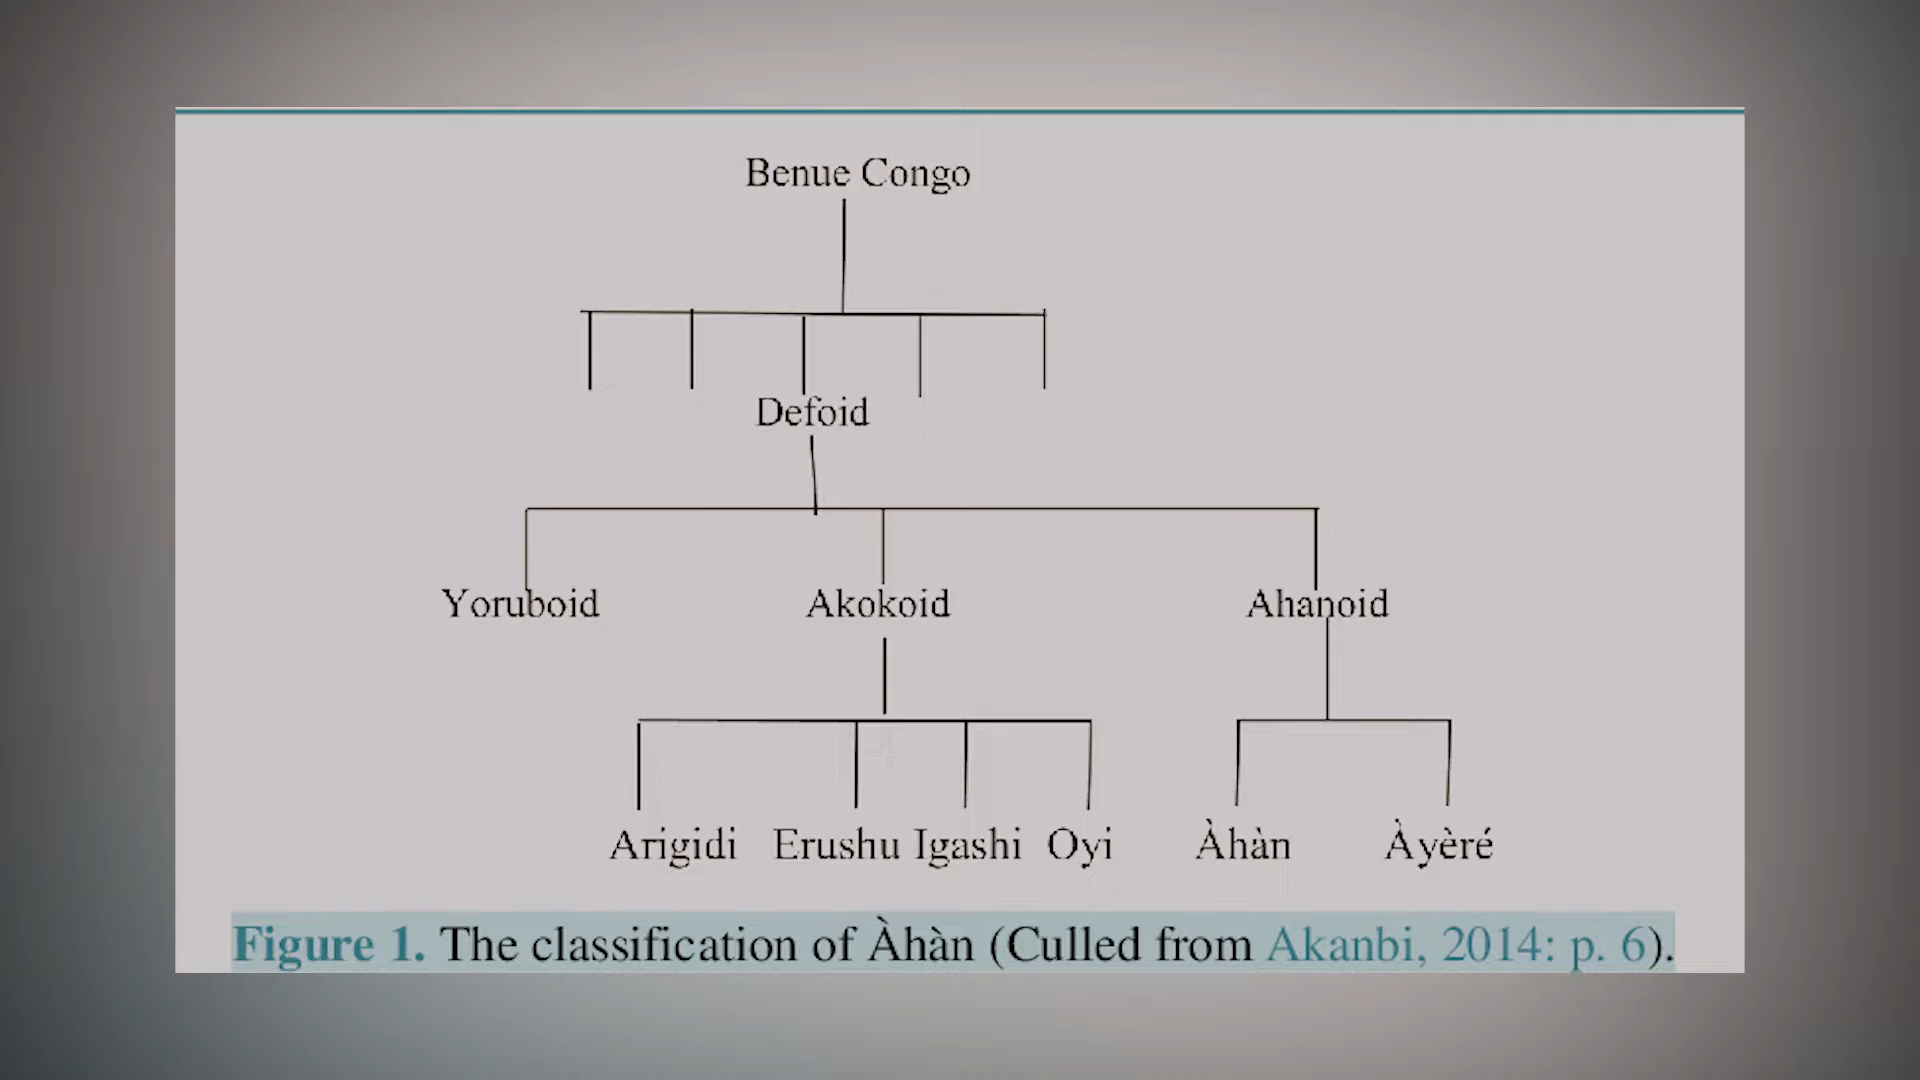 Benue Congo
Defoid
Yoruboid Akokoid Ahanoid
Arigidi Erushu Igashi Oyi Àhàn Àyèré
Figure 1. The classification of Àhàn (Culled from Akanbi, 2014: p. 6).